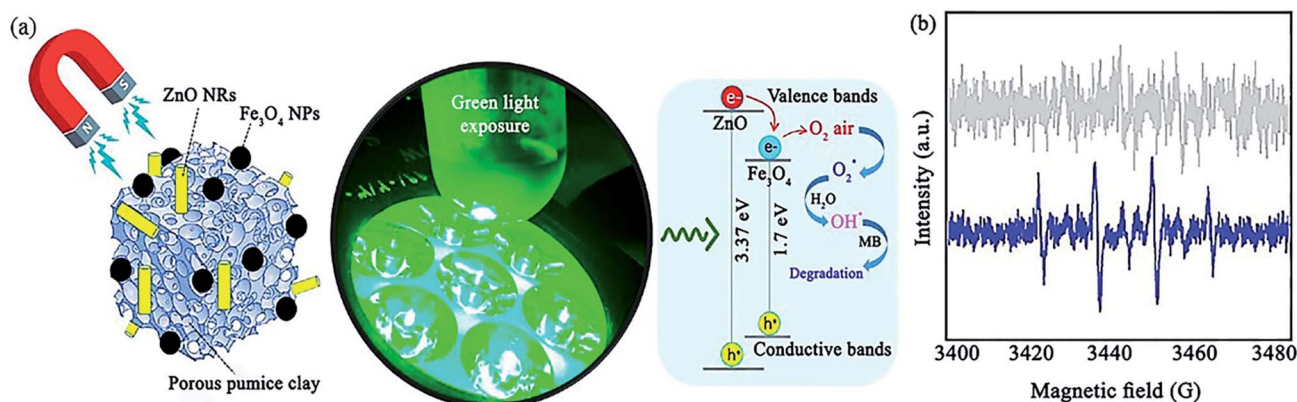 (a)
S
N
ZnO NRs
Fe₃O₄ NPs
Porous pumice clay
Green light
exposure
e-
Valence bands
ZnO
e-
O₂ air
Fe₃O₄
O₂•
H₂O
OH•
MB
Degradation
3.37 eV
1.7 eV
h⁺
h⁺
Conductive bands
(b)
Intensity (a.u.)
3400 3420 3440 3460 3480
Magnetic field (G)